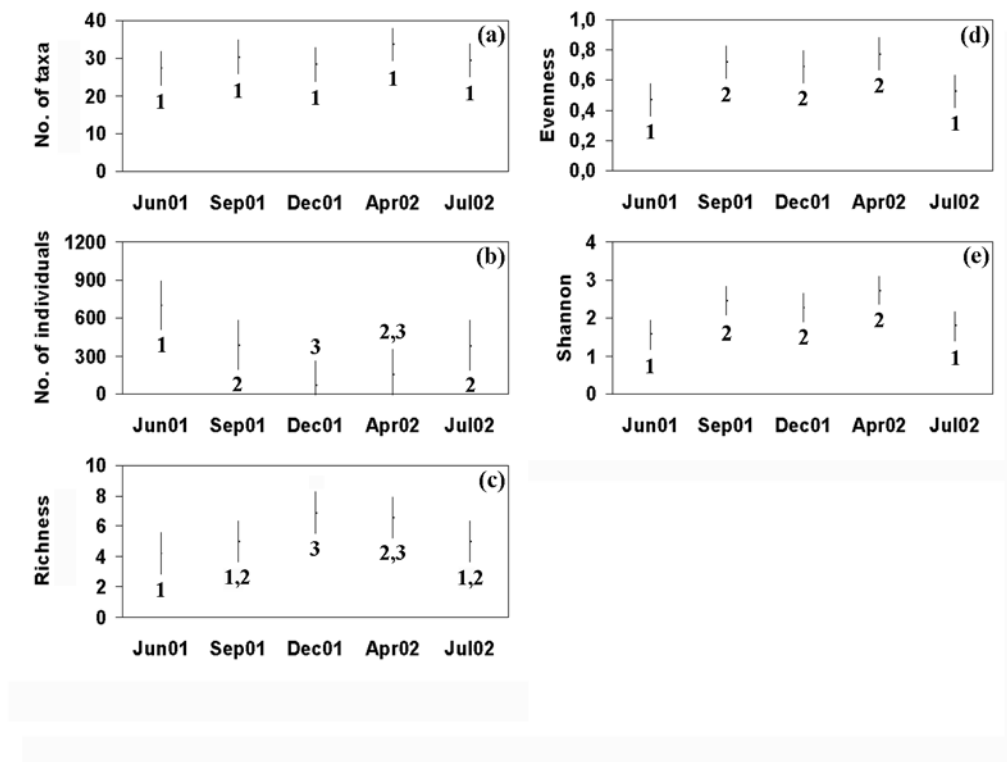 (a)
No. of taxa
40
30
20
10
0
1 1 1 1 1
Jun01 Sep01 Dec01 Apr02 Jul02
(b)
No. of individuals
1200
900
600
300
0
1 2 3 2,3 2
Jun01 Sep01 Dec01 Apr02 Jul02
(c)
Richness
10
8
6
4
2
0
1 1,2 3 2,3 1,2
Jun01 Sep01 Dec01 Apr02 Jul02
(d)
Evenness
1,0
0,8
0,6
0,4
0,2
0,0
1 2 2 2 1
Jun01 Sep01 Dec01 Apr02 Jul02
(e)
Shannon
4
3
2
1
0
1 2 2 2 1
Jun01 Sep01 Dec01 Apr02 Jul02